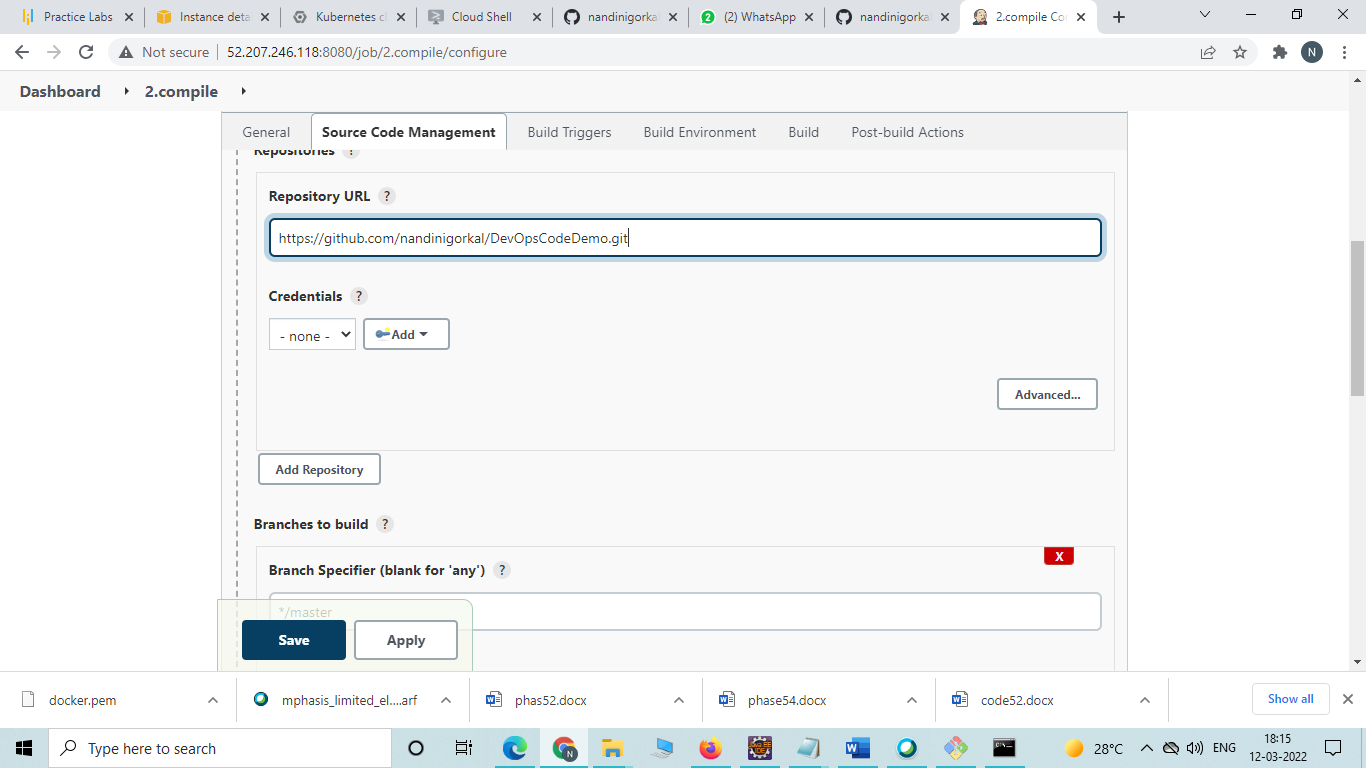 Practice Labs
Instance deta
Kubernetes cl
Cloud Shell
nandinigorkal
(2) WhatsApp
nandinigorkal
2.compile Co
Not secure
52.207.246.118:8080/job/2.compile/configure
N
Dashboard
2.compile
General
Source Code Management
Build Triggers
Build Environment
Build
Post-build Actions
Repositories ?
Repository URL ?
https://github.com/nandinigorkal/DevOpsCodeDemo.git
Credentials ?
- none -
Add
Advanced...
Add Repository
Branches to build ?
X
Branch Specifier (blank for 'any') ?
*/master
Save
Apply
docker.pem
mphasis_limited_el....arf
phas52.docx
phase54.docx
code52.docx
Show all
Type here to search
28°C
ENG
18:15
12-03-2022